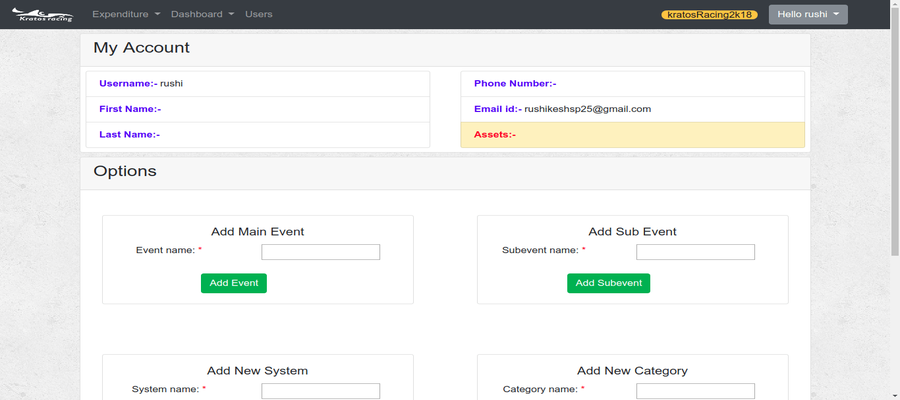 Kratos racing
Expenditure Dashboard Users kratosRacing2k18 Hello rushi
My Account
Username:- rushi
Phone Number:-
First Name:-
Email id:- rushikeshsp25@gmail.com
Last Name:-
Assets:-
Options
Add Main Event
Event name: *
Add Event
Add Sub Event
Subevent name: *
Add Subevent
Add New System
System name: *
Add New Category
Category name: *